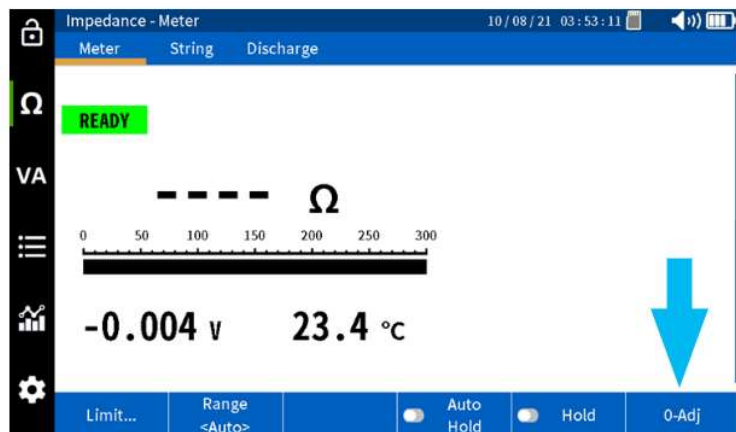 Impedance - Meter 10/08/21 03:53:11
Meter String Discharge
Ω
READY
VA
---- Ω
0 50 100 150 200 250 300
-0.004 V 23.4 °C
Limit... Range <Auto> Auto Hold Hold 0-Adj